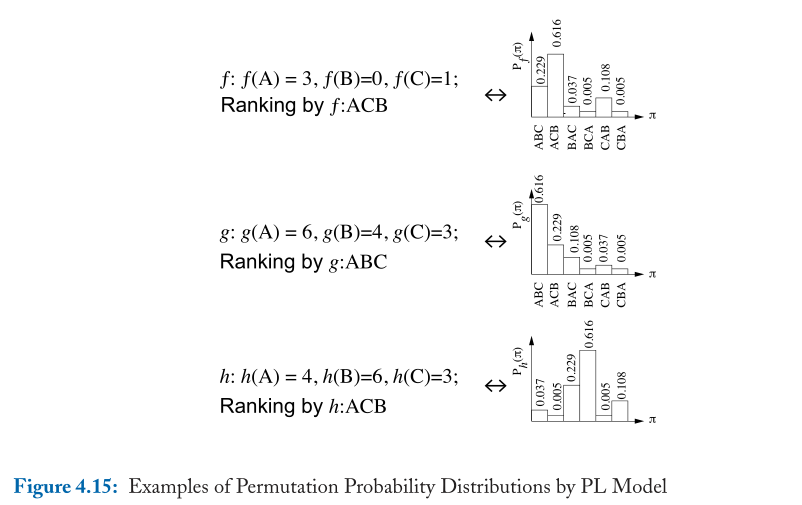 f: f(A) = 3, f(B)=0, f(C)=1;
Ranking by f:ACB
↔
P_f(π)
0.229
0.616
0.037
0.005
0.108
0.005
π
ABC
ACB
BAC
BCA
CAB
CBA
g: g(A) = 6, g(B)=4, g(C)=3;
Ranking by g:ABC
↔
P_g(π)
0.616
0.229
0.108
0.005
0.037
0.005
π
ABC
ACB
BAC
BCA
CAB
CBA
h: h(A) = 4, h(B)=6, h(C)=3;
Ranking by h:ACB
↔
P_h(π)
0.037
0.005
0.229
0.616
0.005
0.108
π
Figure 4.15: Examples of Permutation Probability Distributions by PL Model